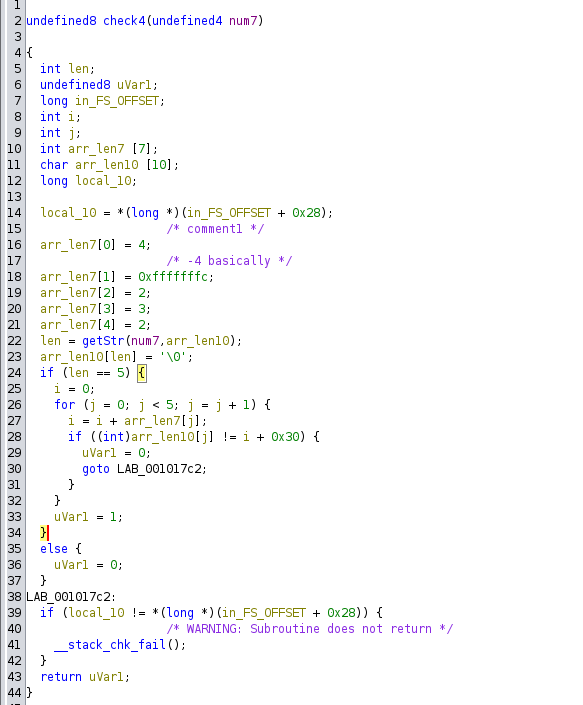 1
2 undefined8 check4(undefined4 num7)
3
4 {
5   int len;
6   undefined8 uVar1;
7   long in_FS_OFFSET;
8   int i;
9   int j;
10   int arr_len7 [7];
11   char arr_len10 [10];
12   long local_10;
13
14   local_10 = *(long *)(in_FS_OFFSET + 0x28);
15                     /* comment1 */
16   arr_len7[0] = 4;
17                     /* -4 basically */
18   arr_len7[1] = 0xfffffffc;
19   arr_len7[2] = 2;
20   arr_len7[3] = 3;
21   arr_len7[4] = 2;
22   len = getStr(num7,arr_len10);
23   arr_len10[len] = '\0';
24   if (len == 5) {
25     i = 0;
26     for (j = 0; j < 5; j = j + 1) {
27       i = i + arr_len7[j];
28       if ((int)arr_len10[j] != i + 0x30) {
29         uVar1 = 0;
30         goto LAB_001017c2;
31       }
32     }
33     uVar1 = 1;
34   }
35   else {
36     uVar1 = 0;
37   }
38 LAB_001017c2:
39   if (local_10 != *(long *)(in_FS_OFFSET + 0x28)) {
40                     /* WARNING: Subroutine does not return */
41     __stack_chk_fail();
42   }
43   return uVar1;
44 }